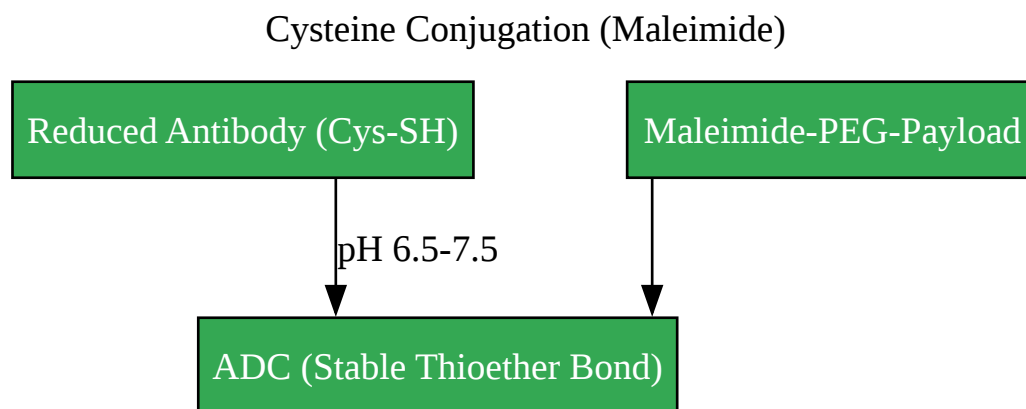 Cysteine Conjugation (Maleimide)
Reduced Antibody (Cys-SH)
Maleimide-PEG-Payload
pH 6.5-7.5
ADC (Stable Thioether Bond)